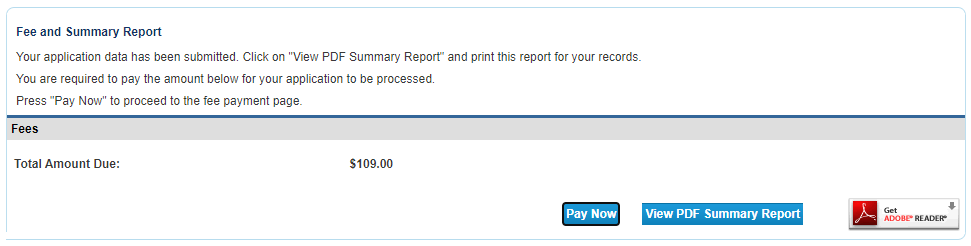 Fee and Summary Report
Your application data has been submitted. Click on "View PDF Summary Report" and print this report for your records.
You are required to pay the amount below for your application to be processed.
Press "Pay Now" to proceed to the fee payment page.
Fees
Total Amount Due: $109.00
Pay Now View PDF Summary Report
Get
ADOBE® READER®